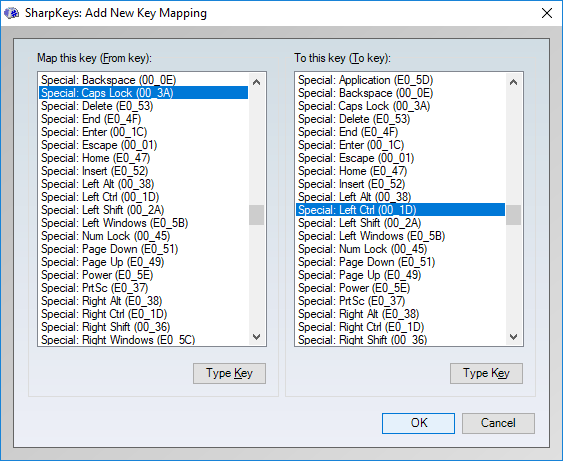 SharpKeys: Add New Key Mapping
Map this key (From key):
Special: Backspace (00_0E)
Special: Caps Lock (00_3A)
Special: Delete (E0_53)
Special: End (E0_4F)
Special: Enter (00_1C)
Special: Escape (00_01)
Special: Home (E0_47)
Special: Insert (E0_52)
Special: Left Alt (00_38)
Special: Left Ctrl (00_1D)
Special: Left Shift (00_2A)
Special: Left Windows (E0_5B)
Special: Num Lock (00_45)
Special: Page Down (E0_51)
Special: Page Up (E0_49)
Special: Power (E0_5E)
Special: PrtSc (E0_37)
Special: Right Alt (E0_38)
Special: Right Ctrl (E0_1D)
Special: Right Shift (00_36)
Special: Right Windows (E0_5C)
Type Key
To this key (To key):
Special: Application (E0_5D)
Special: Backspace (00_0E)
Special: Caps Lock (00_3A)
Special: Delete (E0_53)
Special: End (E0_4F)
Special: Enter (00_1C)
Special: Escape (00_01)
Special: Home (E0_47)
Special: Insert (E0_52)
Special: Left Alt (00_38)
Special: Left Ctrl (00_1D)
Special: Left Shift (00_2A)
Special: Left Windows (E0_5B)
Special: Num Lock (00_45)
Special: Page Down (E0_51)
Special: Page Up (E0_49)
Special: Power (E0_5E)
Special: PrtSc (E0_37)
Special: Right Alt (E0_38)
Special: Right Ctrl (E0_1D)
Special: Right Shift (00_36)
Type Key
OK
Cancel